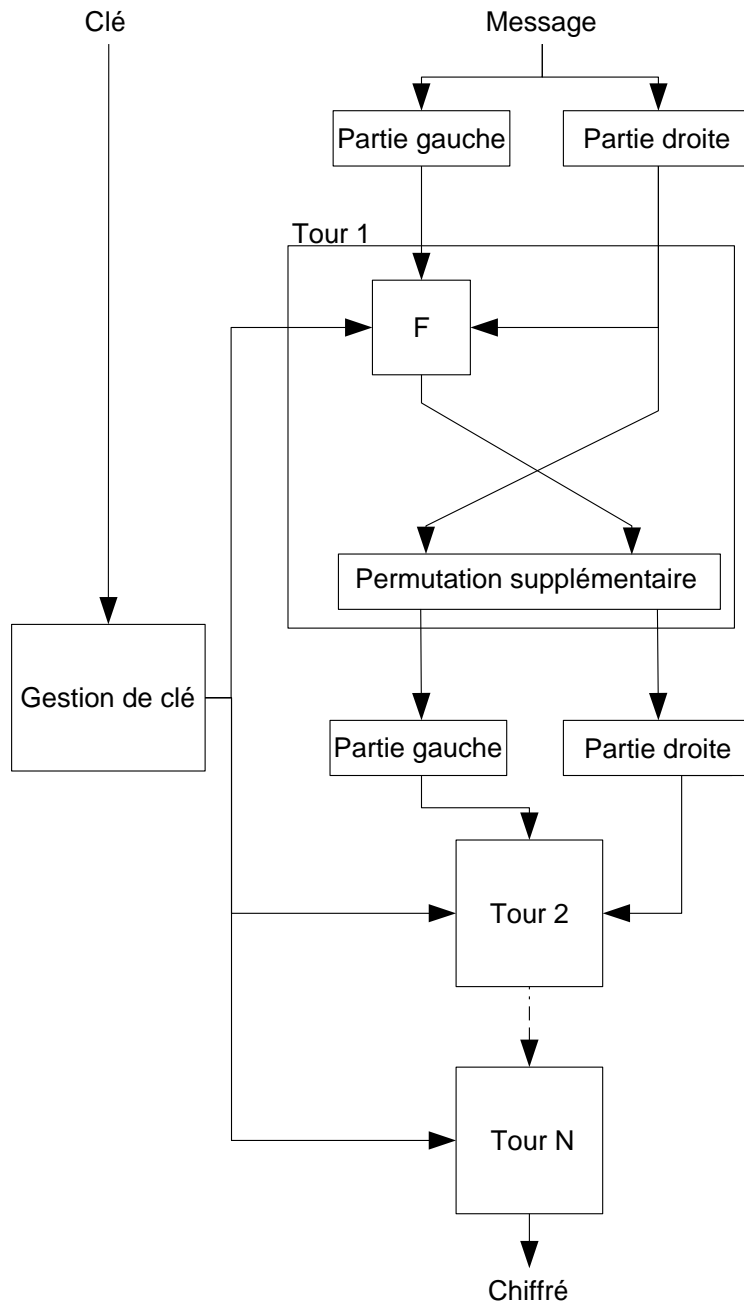 Clé
Message
Partie gauche
Partie droite
Tour 1
F
Permutation supplémentaire
Gestion de clé
Partie gauche
Partie droite
Tour 2
Tour N
Chiffré